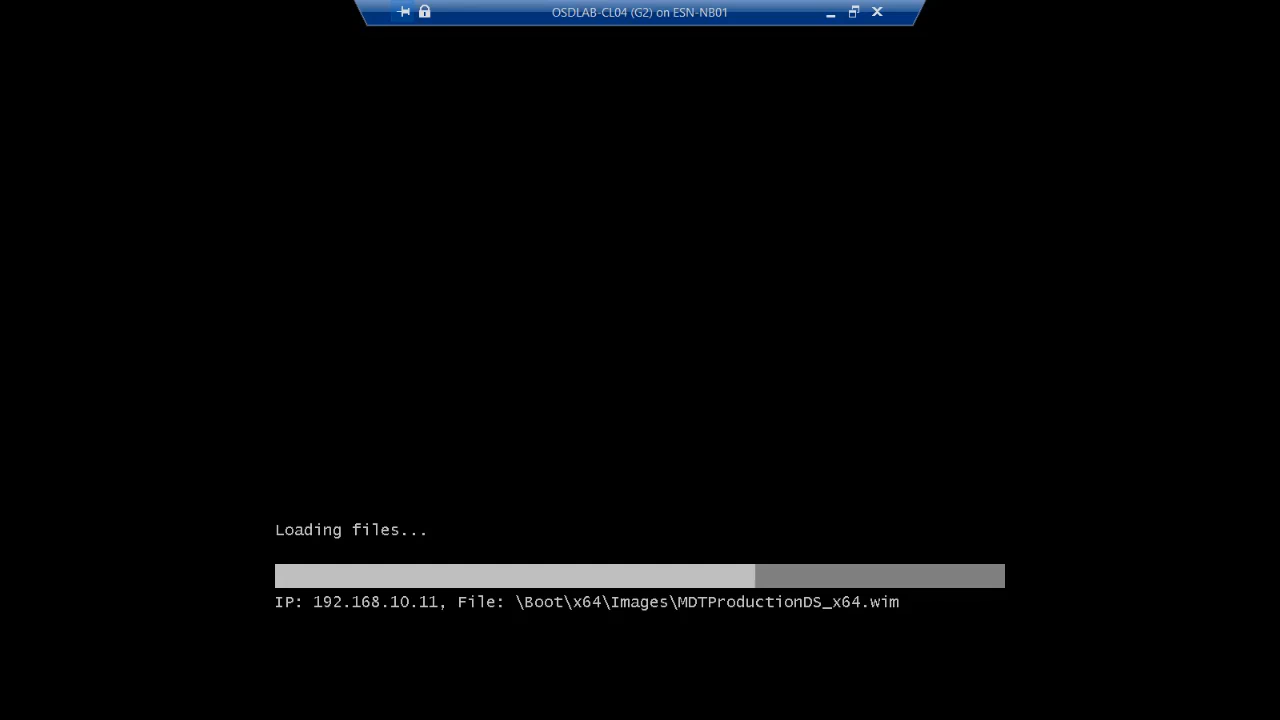 OSDLAB-CL04 (G2) on ESN-NB01
Loading files...
IP: 192.168.10.11, File: \Boot\x64\Images\MDTProductionDS_x64.wim